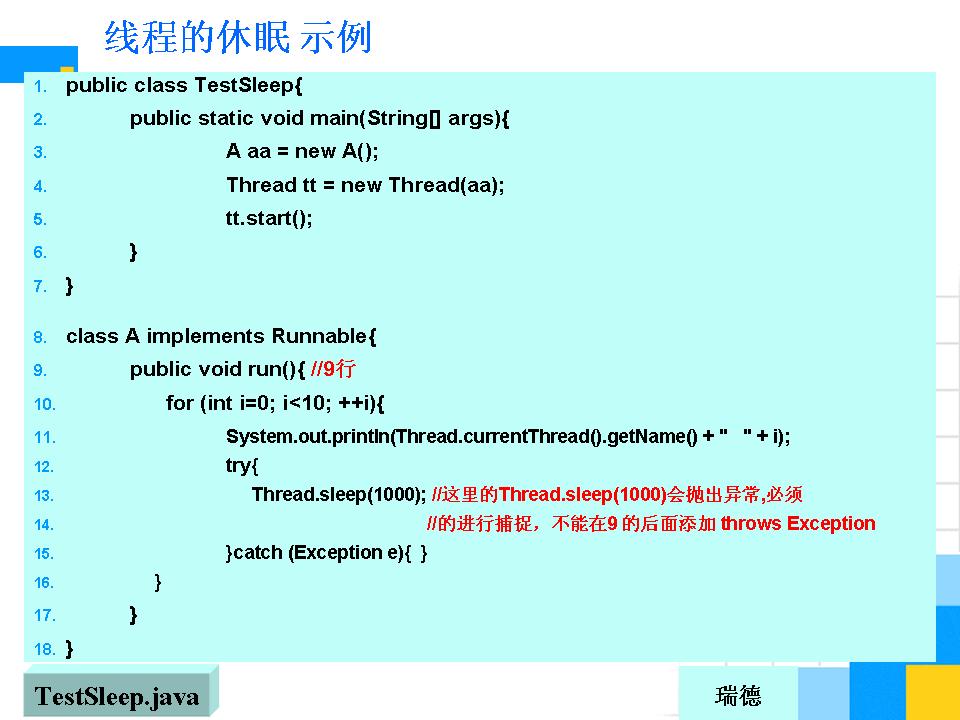 线程的休眠 示例
1. public class TestSleep{
2. public static void main(String[] args){
3. A aa = new A();
4. Thread tt = new Thread(aa);
5. tt.start();
6. }
7. }
8. class A implements Runnable{
9. public void run(){ //9行
10. for (int i=0; i<10; ++i){
11. System.out.println(Thread.currentThread().getName() + "   " + i);
12. try{
13. Thread.sleep(1000); //这里的Thread.sleep(1000)会抛出异常,必须
14. //的进行捕捉，不能在9 的后面添加 throws Exception
15. }catch (Exception e){  }
16. }
17. }
18. }
TestSleep.java
瑞德